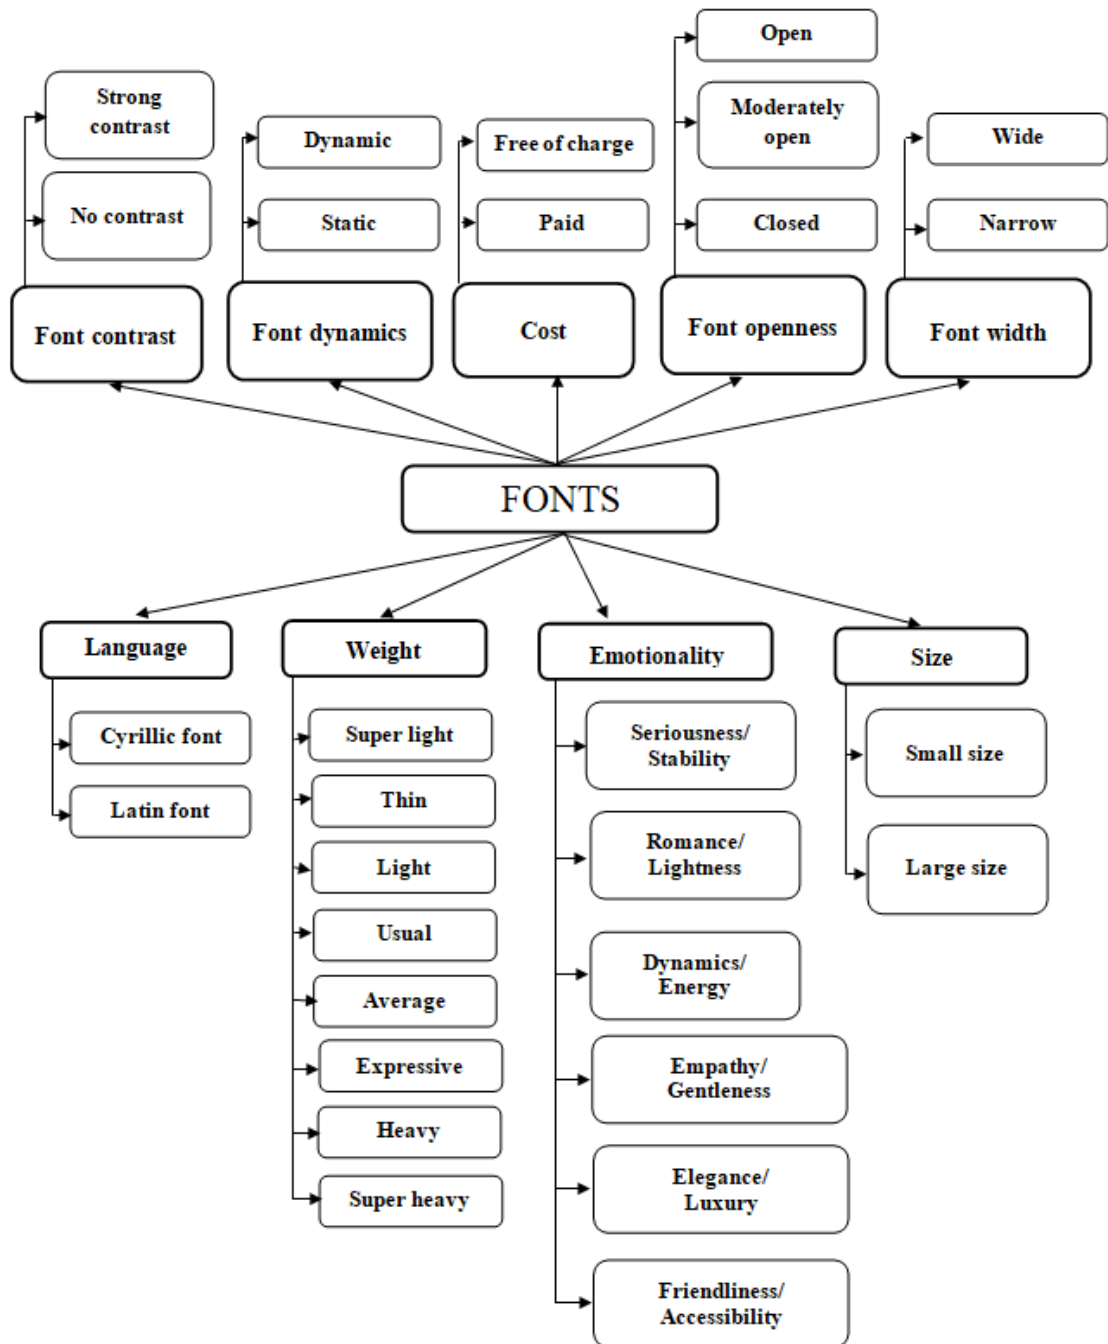 Open
Strong
contrast
Moderately
open
Dynamic
Free of charge
Wide
No contrast
Static
Paid
Closed
Narrow
Font contrast
Font dynamics
Cost
Font openness
Font width
FONTS
Language
Weight
Emotionality
Size
Cyrillic font
Latin font
Super light
Thin
Light
Usual
Average
Expressive
Heavy
Super heavy
Seriousness/
Stability
Romance/
Lightness
Dynamics/
Energy
Empathy/
Gentleness
Elegance/
Luxury
Friendliness/
Accessibility
Small size
Large size